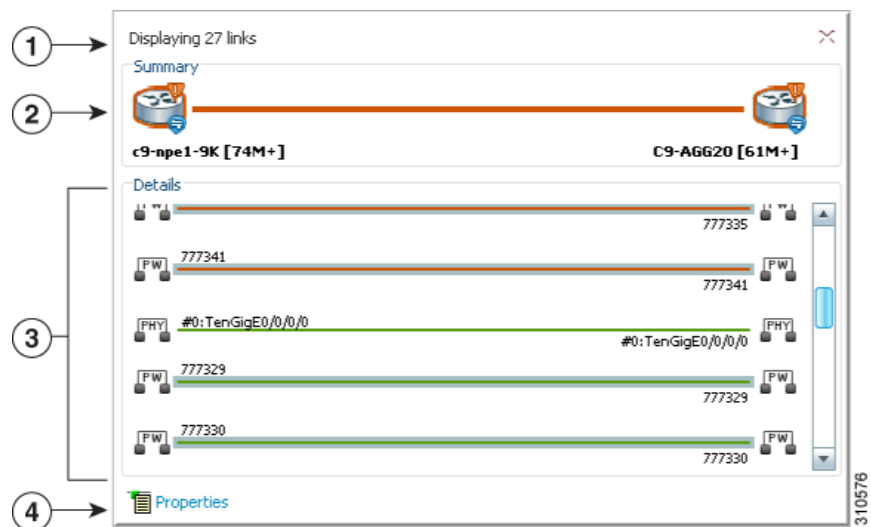 1
Displaying 27 links
Summary
2
c9-npe1-9K [74M+]
C9-AGG20 [61M+]
Details
PW
PW
777335
777341
PW
PW
777341
3
#0:TenGigE0/0/0/0
PHY
PHY
#0:TenGigE0/0/0/0
777329
PW
PW
777329
777330
PW
PW
777330
4
Properties
310576